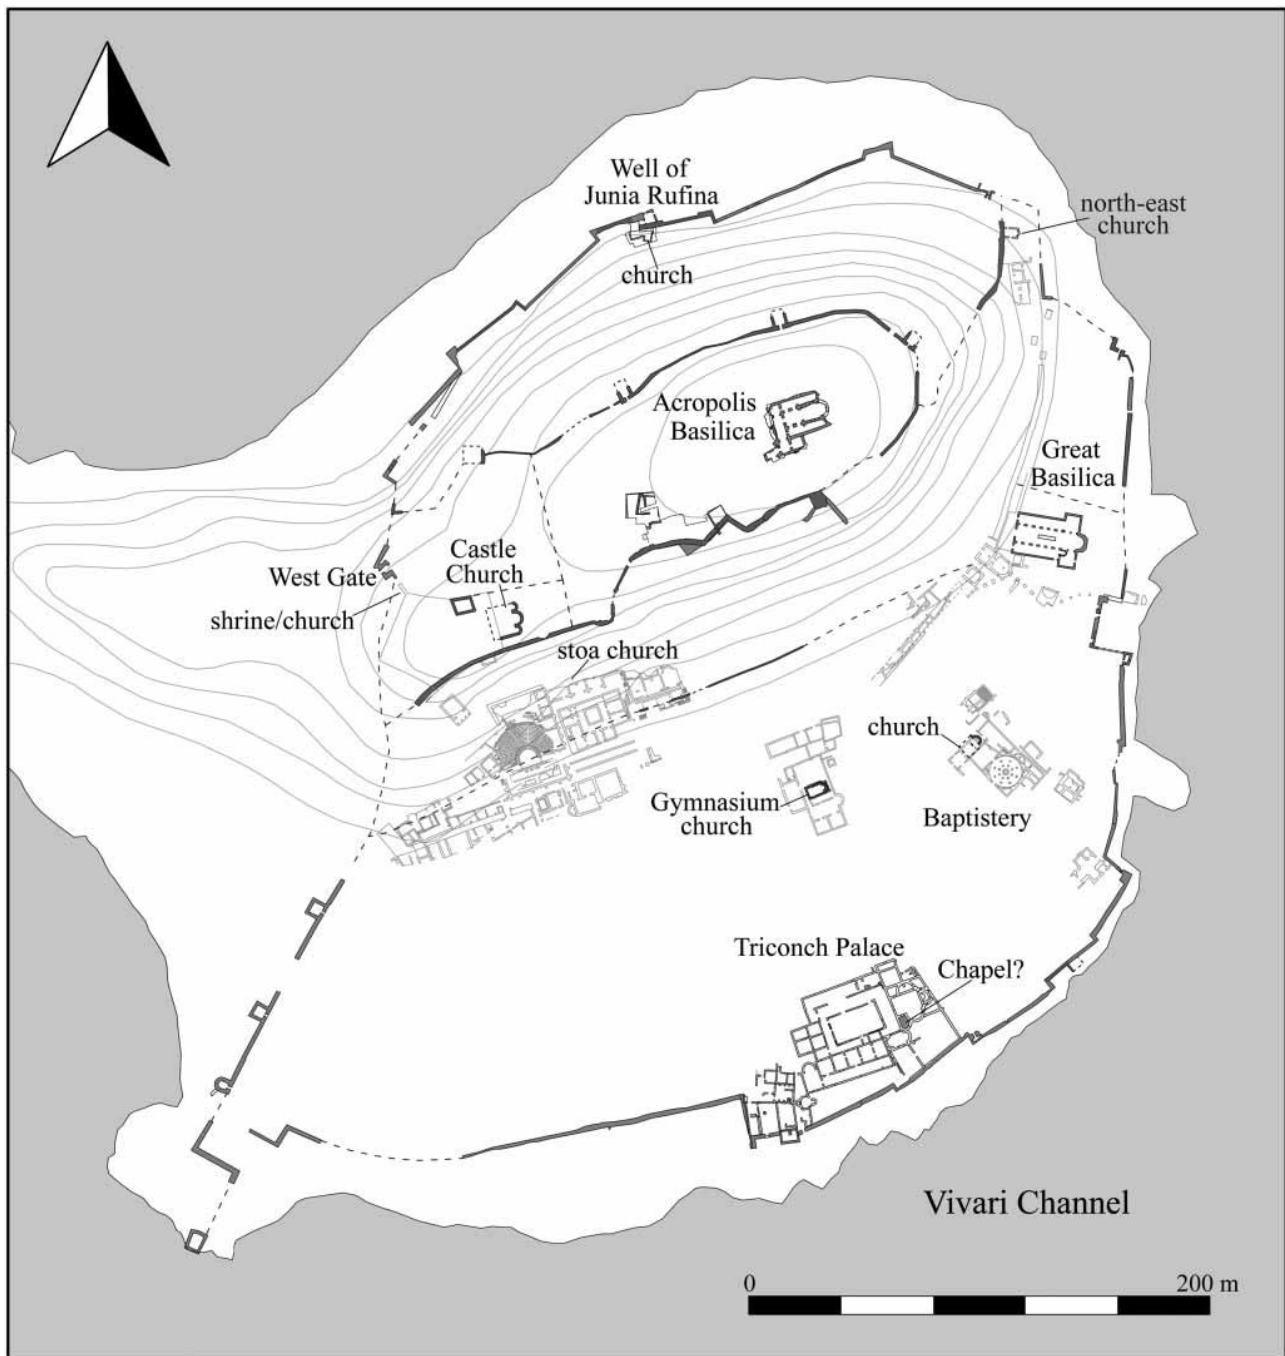 Well of
Junia Rufina
church
north-east
church
Acropolis
Basilica
Great
Basilica
West Gate
shrine/church
Castle
Church
stoa church
church
Gymnasium
church
Baptistery
Triconch Palace
Chapel?
Vivari Channel
0
200 m